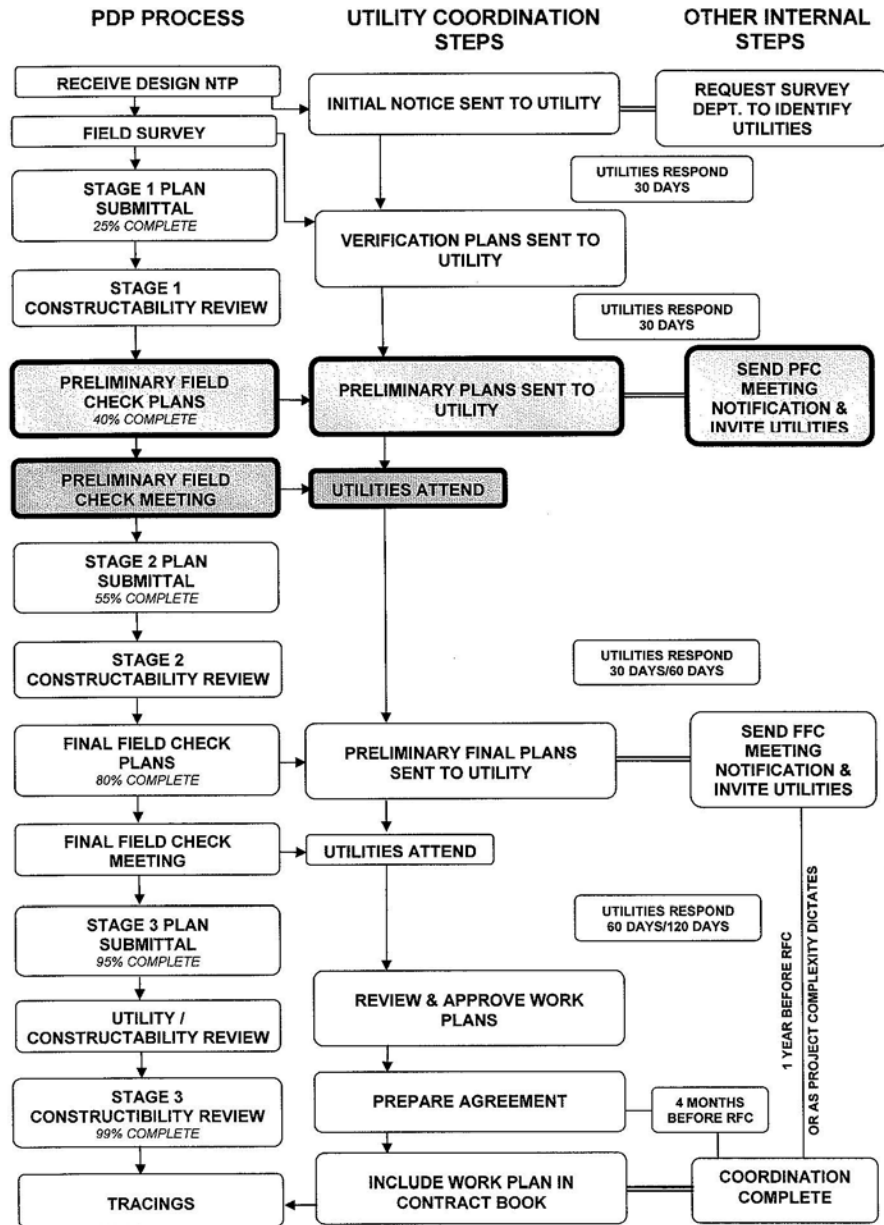 PDP PROCESS
UTILITY COORDINATION
STEPS
OTHER INTERNAL
STEPS
RECEIVE DESIGN NTP
INITIAL NOTICE SENT TO UTILITY
REQUEST SURVEY
DEPT. TO IDENTIFY
UTILITIES
FIELD SURVEY
UTILITIES RESPOND
30 DAYS
STAGE 1 PLAN
SUBMITTAL
25% COMPLETE
VERIFICATION PLANS SENT TO
UTILITY
STAGE 1
CONSTRUCTABILITY REVIEW
UTILITIES RESPOND
30 DAYS
PRELIMINARY FIELD
CHECK PLANS
40% COMPLETE
PRELIMINARY PLANS SENT TO
UTILITY
SEND PFC
MEETING
NOTIFICATION &
INVITE UTILITIES
PRELIMINARY FIELD
CHECK MEETING
UTILITIES ATTEND
STAGE 2 PLAN
SUBMITTAL
55% COMPLETE
STAGE 2
CONSTRUCTABILITY REVIEW
UTILITIES RESPOND
30 DAYS/60 DAYS
FINAL FIELD CHECK
PLANS
80% COMPLETE
PRELIMINARY FINAL PLANS
SENT TO UTILITY
SEND FFC
MEETING
NOTIFICATION &
INVITE UTILITIES
FINAL FIELD CHECK
MEETING
UTILITIES ATTEND
STAGE 3 PLAN
SUBMITTAL
95% COMPLETE
UTILITIES RESPOND
60 DAYS/120 DAYS
1 YEAR BEFORE RFC
OR AS PROJECT COMPLEXITY DICTATES
UTILITY /
CONSTRUCTABILITY REVIEW
REVIEW & APPROVE WORK
PLANS
STAGE 3
CONSTRUCTIBILITY REVIEW
99% COMPLETE
PREPARE AGREEMENT
4 MONTHS
BEFORE RFC
TRACINGS
INCLUDE WORK PLAN IN
CONTRACT BOOK
COORDINATION
COMPLETE